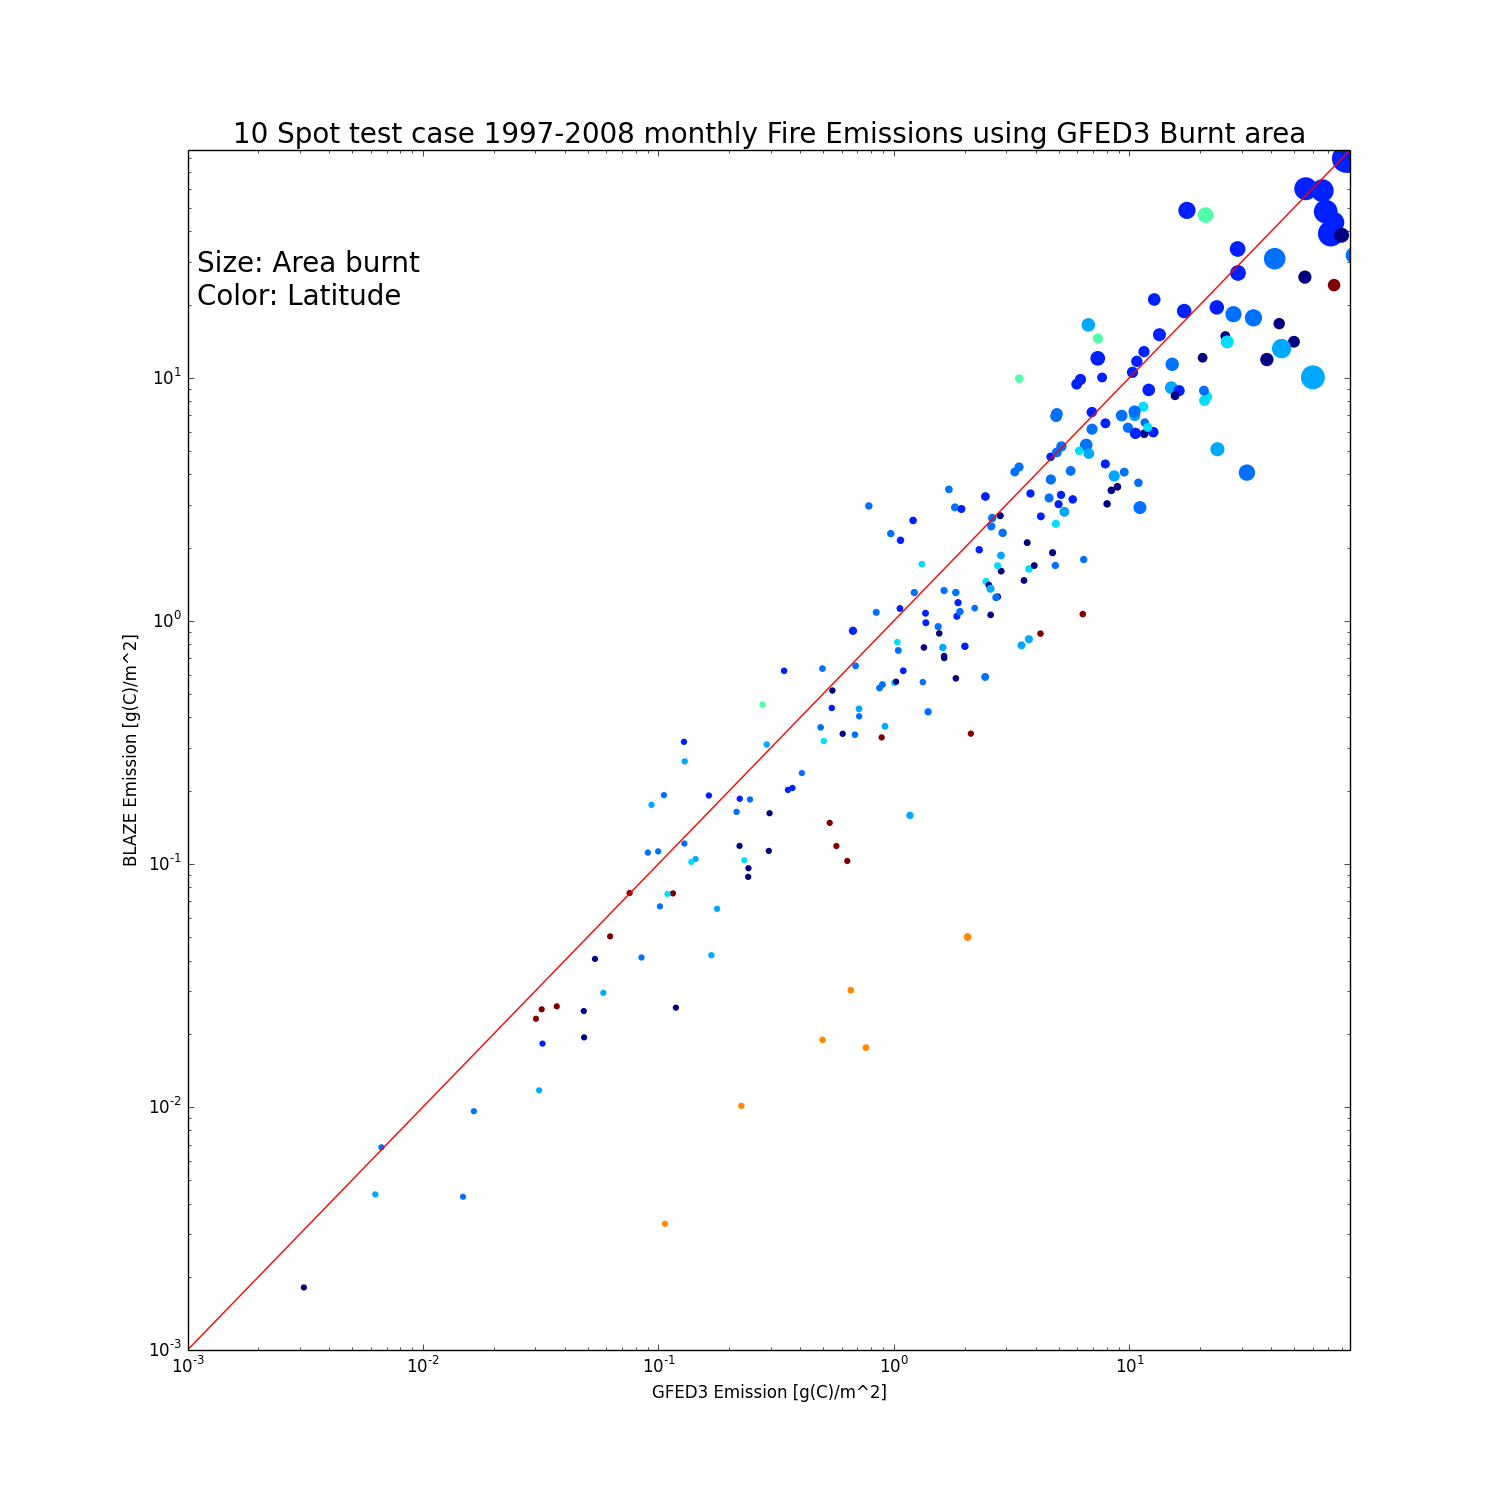 10 Spot test case 1997-2008 monthly Fire Emissions using GFED3 Burnt area
Size: Area burnt
Color: Latitude
BLAZE Emission [g(C)/m^2]
10^1
10^0
10^-1
10^-2
10^-3
10^-3 10^-2 10^-1 10^0 10^1
GFED3 Emission [g(C)/m^2]